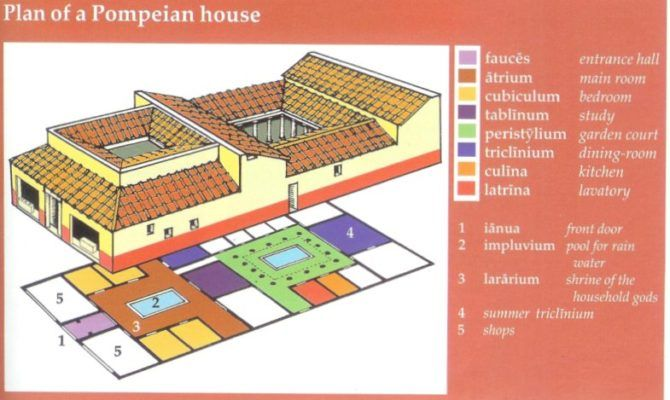 Plan of a Pompeian house
faucēs entrance hall
ātrium main room
cubiculum bedroom
tablīnum study
peristȳlium garden court
triclīnium dining-room
culīna kitchen
latrīna lavatory
1 iānua front door
2 impluvium pool for rain
water
3 larārium shrine of the
household gods
4 summer triclīnium
5 shops
4
5
2
3
1
5